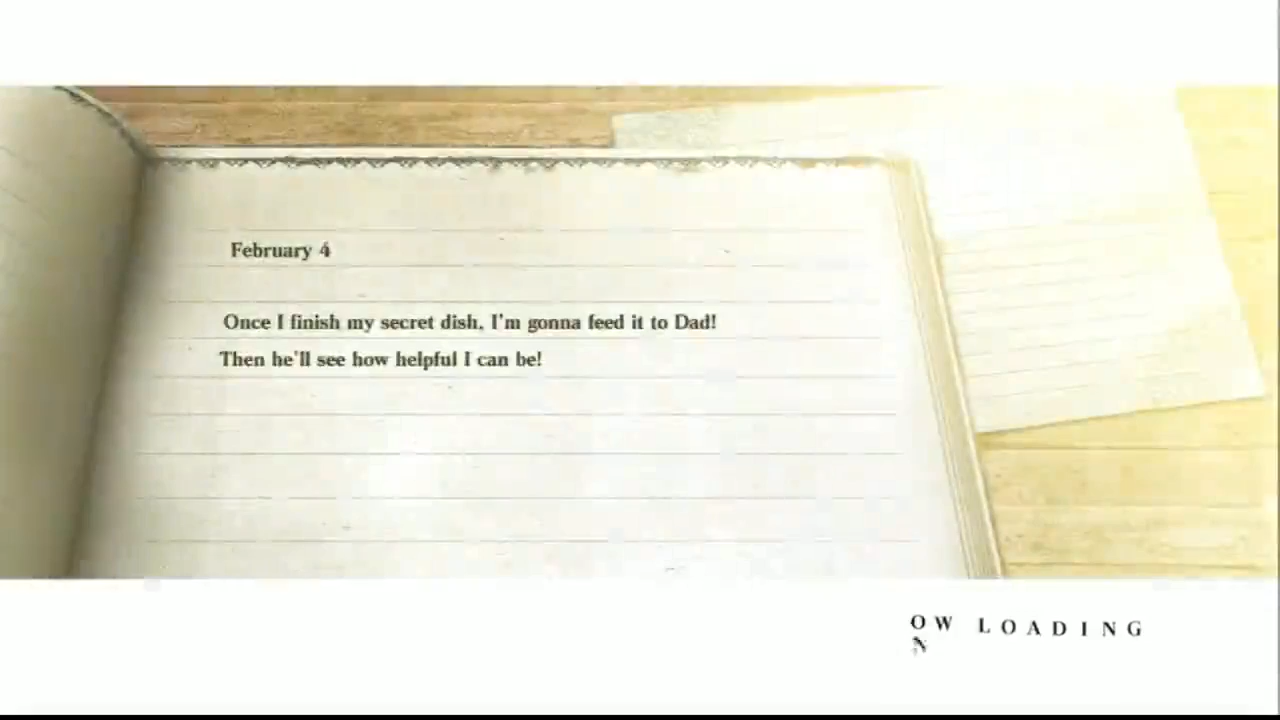 February 4
Once I finish my secret dish, I'm gonna feed it to Dad!
Then he'll see how helpful I can be!
OW LOADING
N